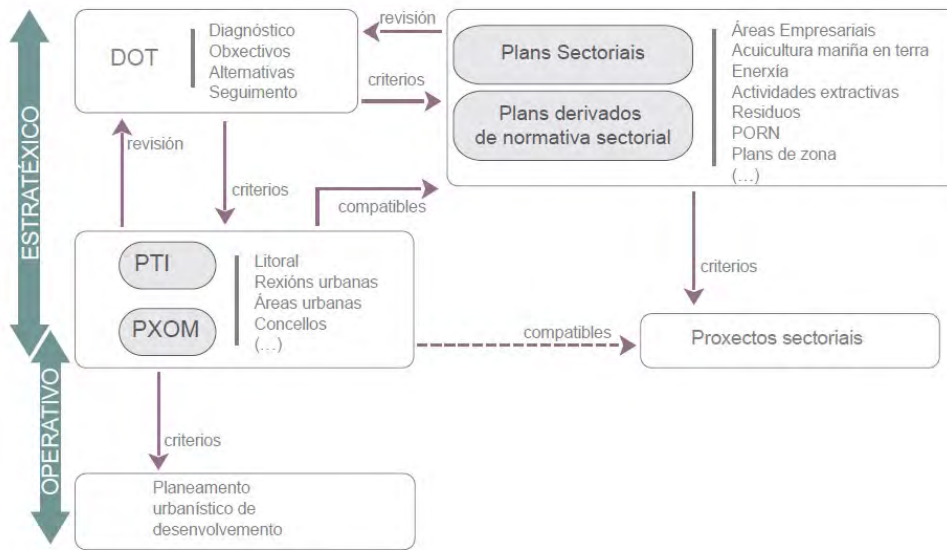 ESTRATÉXICO
OPERATIVO
DOT
Diagnóstico
Obxectivos
Alternativas
Seguimento
revisión
criterios
Plans Sectoriais
Plans derivados
de normativa sectorial
Áreas Empresariais
Acuicultura mariña en terra
Enerxía
Actividades extractivas
Residuos
PORN
Plans de zona
(...)
revisión
criterios
compatibles
PTI
PXOM
Litoral
Rexións urbanas
Áreas urbanas
Concellos
(...)
criterios
compatibles
Proxectos sectoriais
criterios
Planeamento
urbanístico de
desenvolvemento